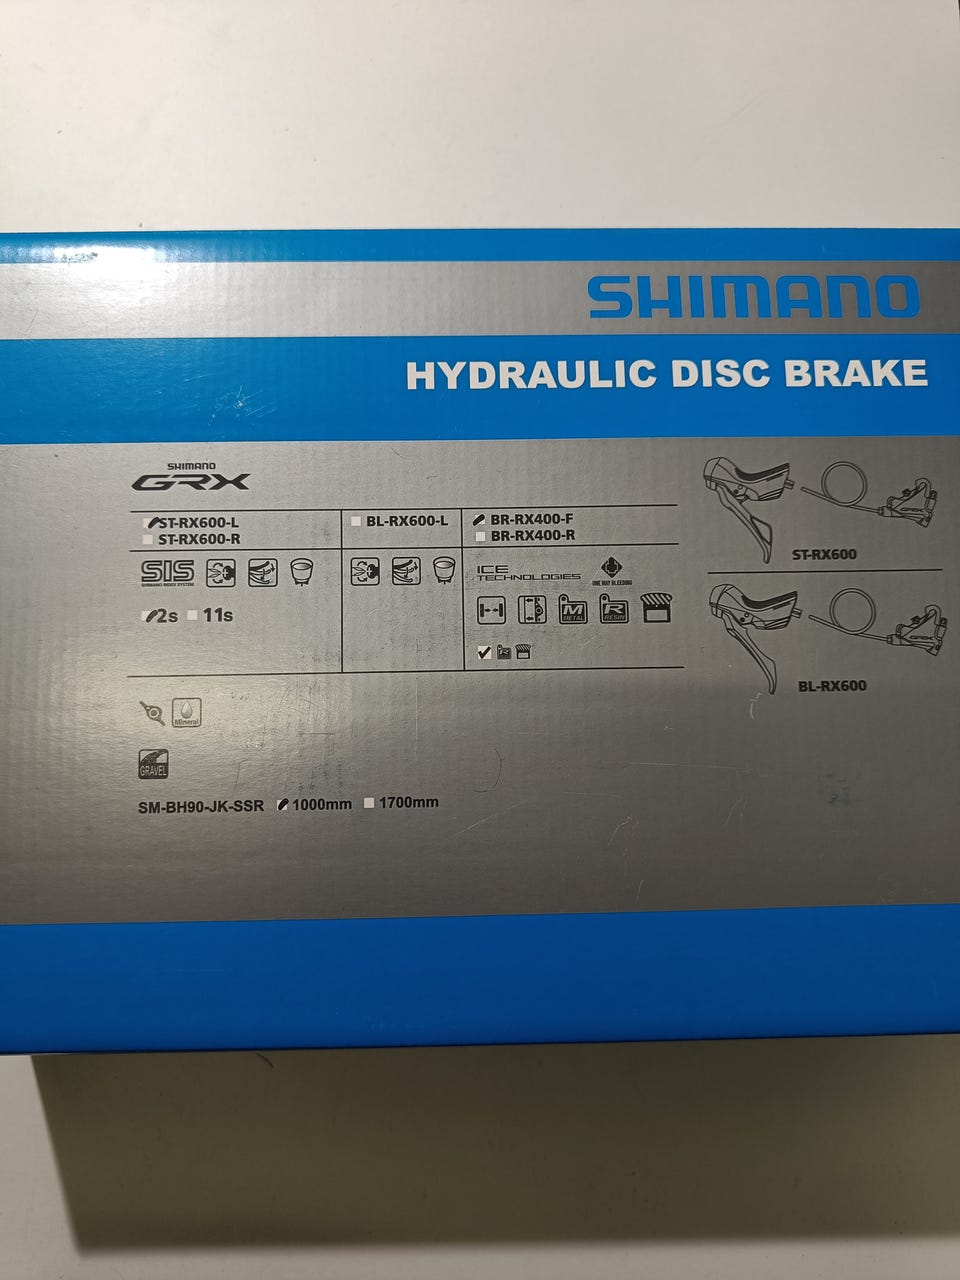 SHIMANO
HYDRAULIC DISC BRAKE
SHIMANO
GRX
ST-RX600-L
ST-RX600-R
BL-RX600-L
BR-RX400-F
BR-RX400-R
SIS
SHIMANO INDEX SYSTEM
ICE
TECHNOLOGIES
ONE WAY BLEEDING
M
METAL
R
RESIN
2s
11s
R
ST-RX600
BL-RX600
Mineral
GRAVEL
SM-BH90-JK-SSR 1000mm 1700mm
GRX
GRX